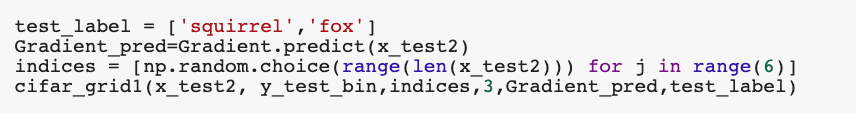 test_label = ['squirrel','fox']
Gradient_pred=Gradient.predict(x_test2)
indices = [np.random.choice(range(len(x_test2))) for j in range(6)]
cifar_grid1(x_test2, y_test_bin,indices,3,Gradient_pred,test_label)